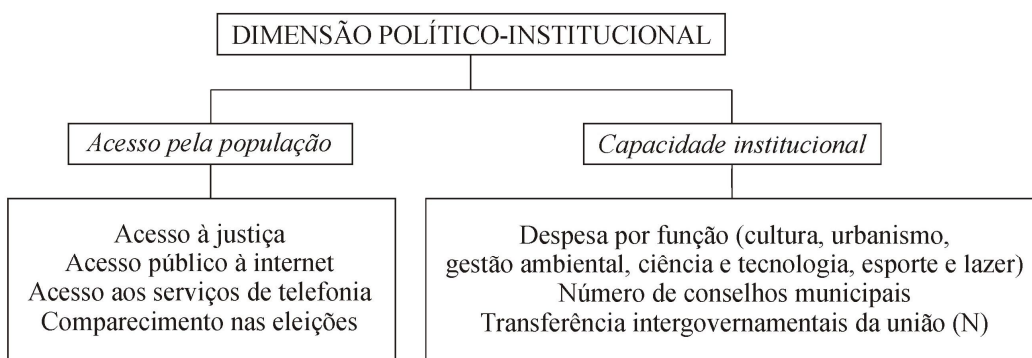 DIMENSÃO POLÍTICO-INSTITUCIONAL
Acesso pela população
Capacidade institucional
Acesso à justiça
Acesso público à internet
Acesso aos serviços de telefonia
Comparecimento nas eleições
Despesa por função (cultura, urbanismo,
gestão ambiental, ciência e tecnologia, esporte e lazer)
Número de conselhos municipais
Transferência intergovernamentais da união (N)